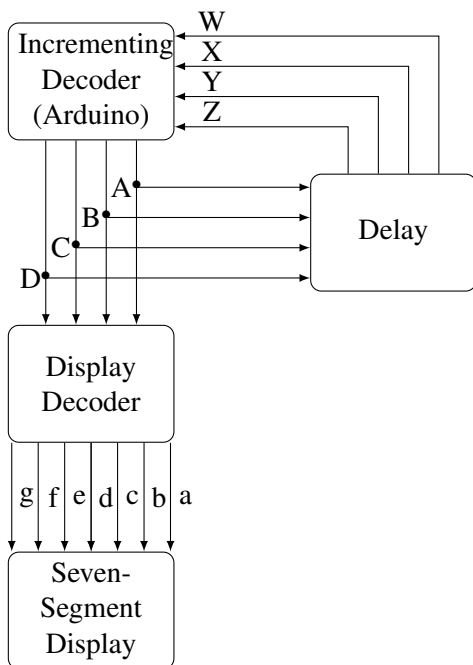 Incrementing
Decoder
(Arduino)
W
X
Y
Z
A
B
C
D
Delay
Display
Decoder
g f e d c b a
Seven-
Segment
Display